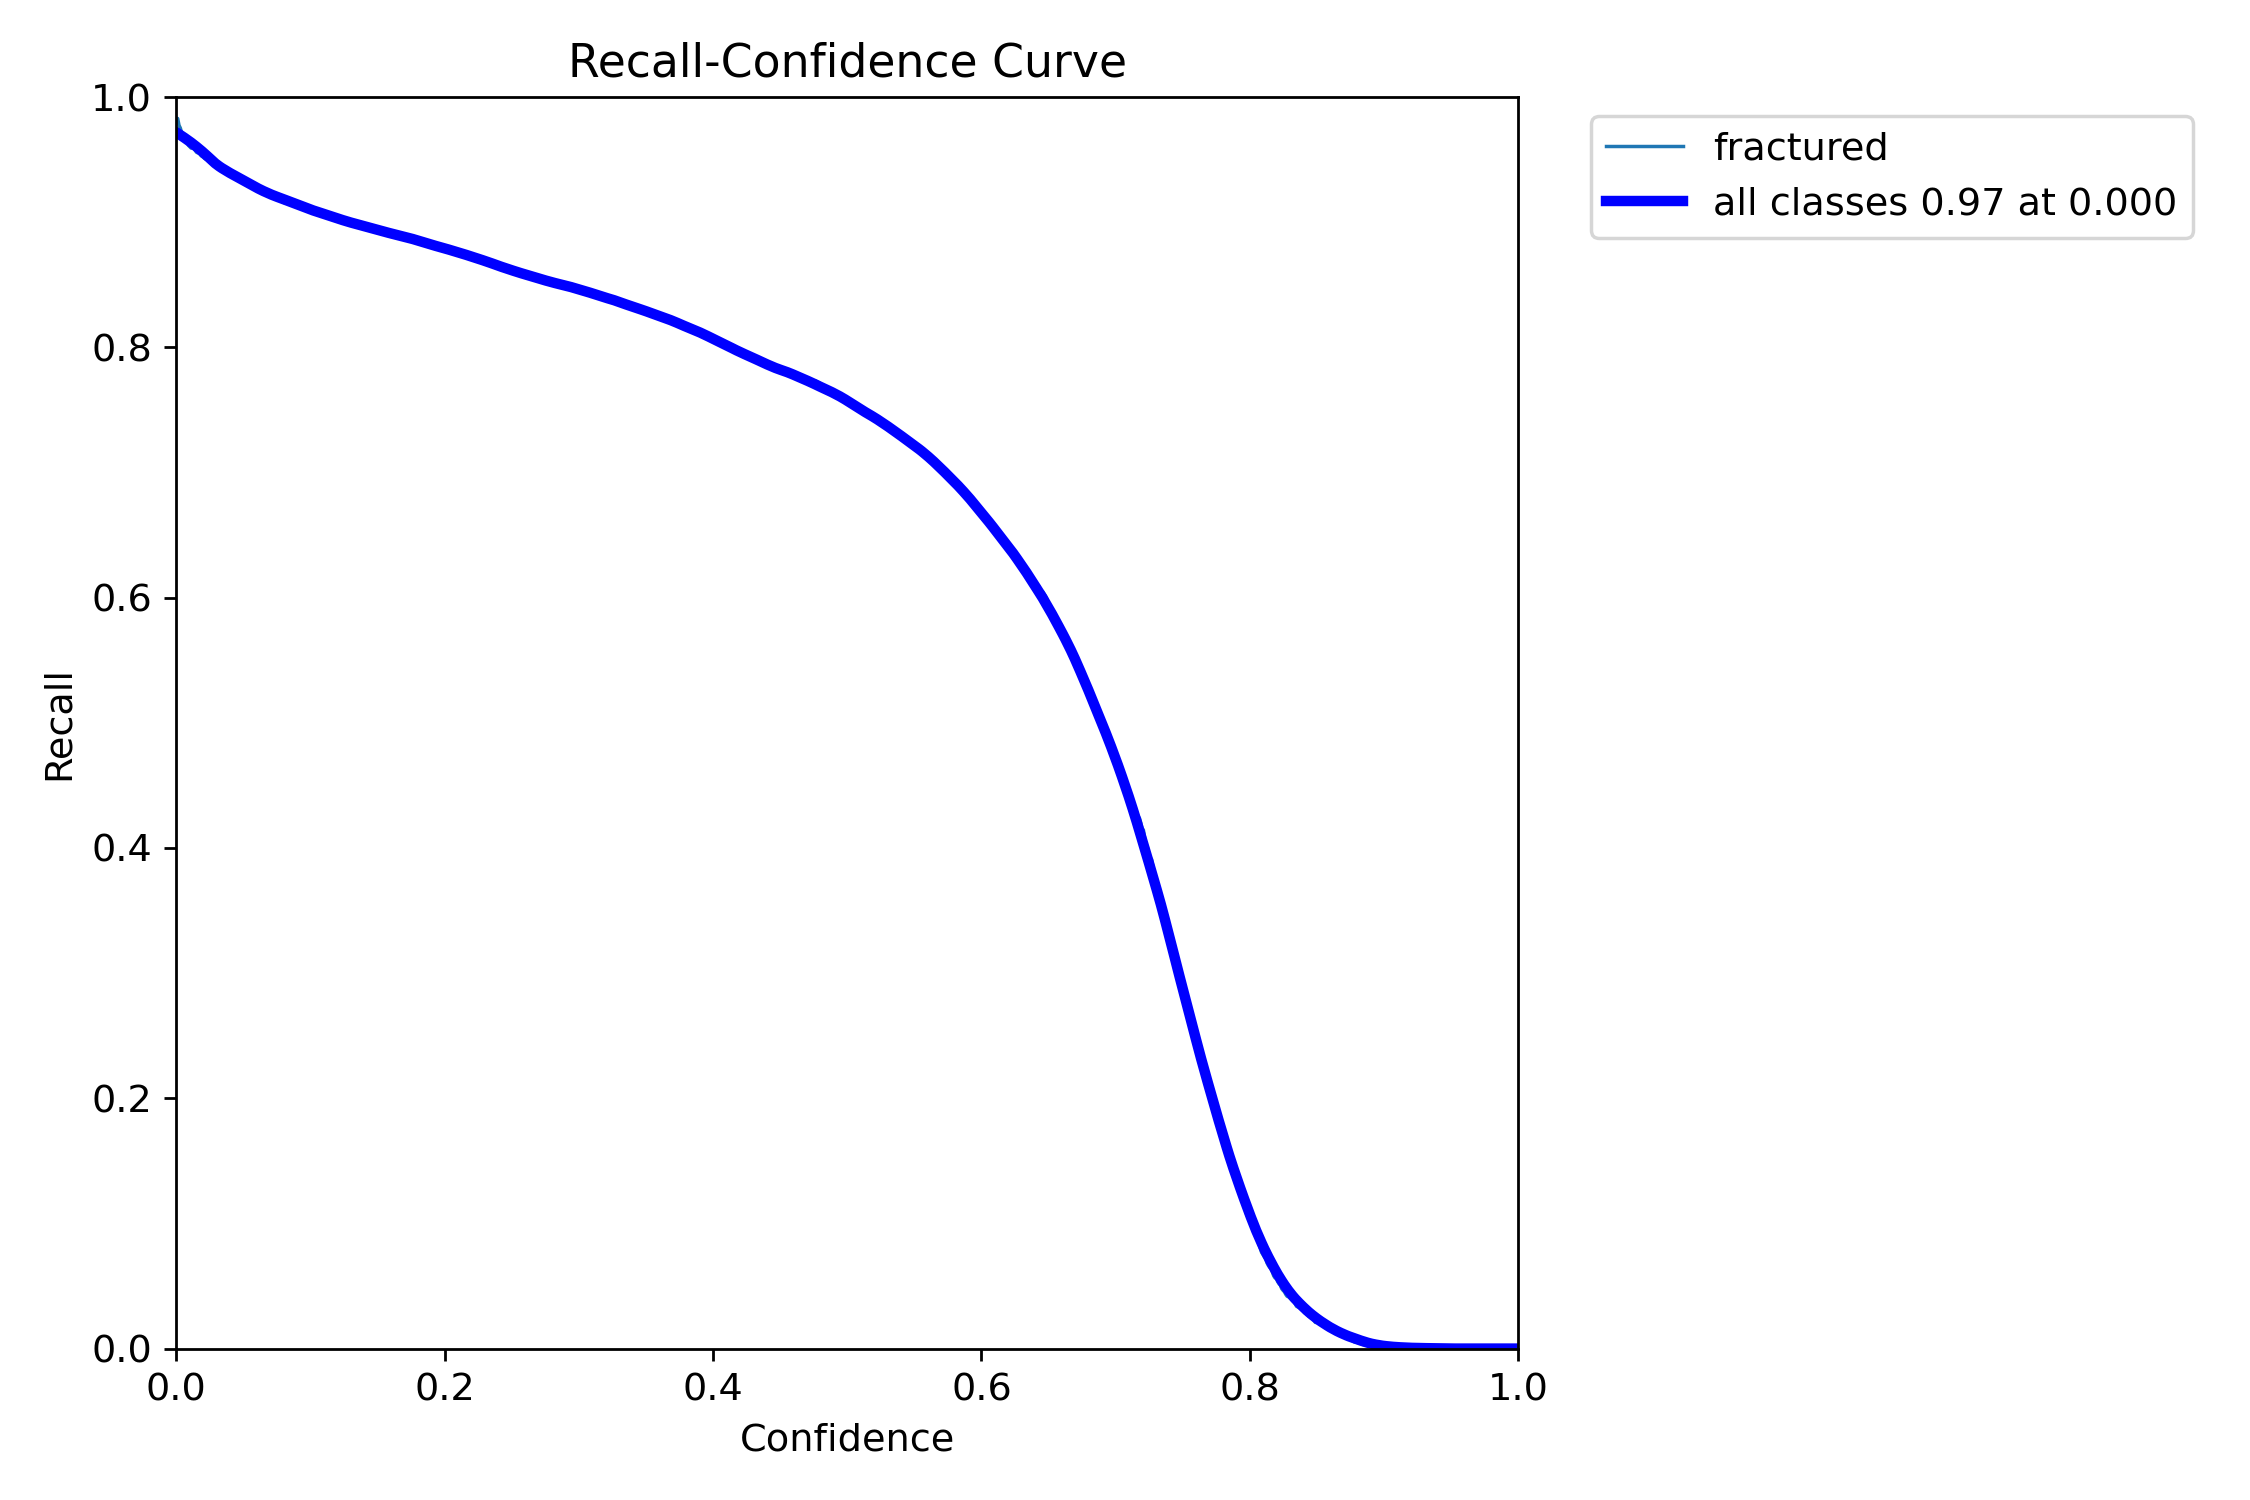 Recall-Confidence Curve
1.0
0.8
0.6
0.4
0.2
0.0
Recall
0.0 0.2 0.4 0.6 0.8 1.0
Confidence
fractured
all classes 0.97 at 0.000